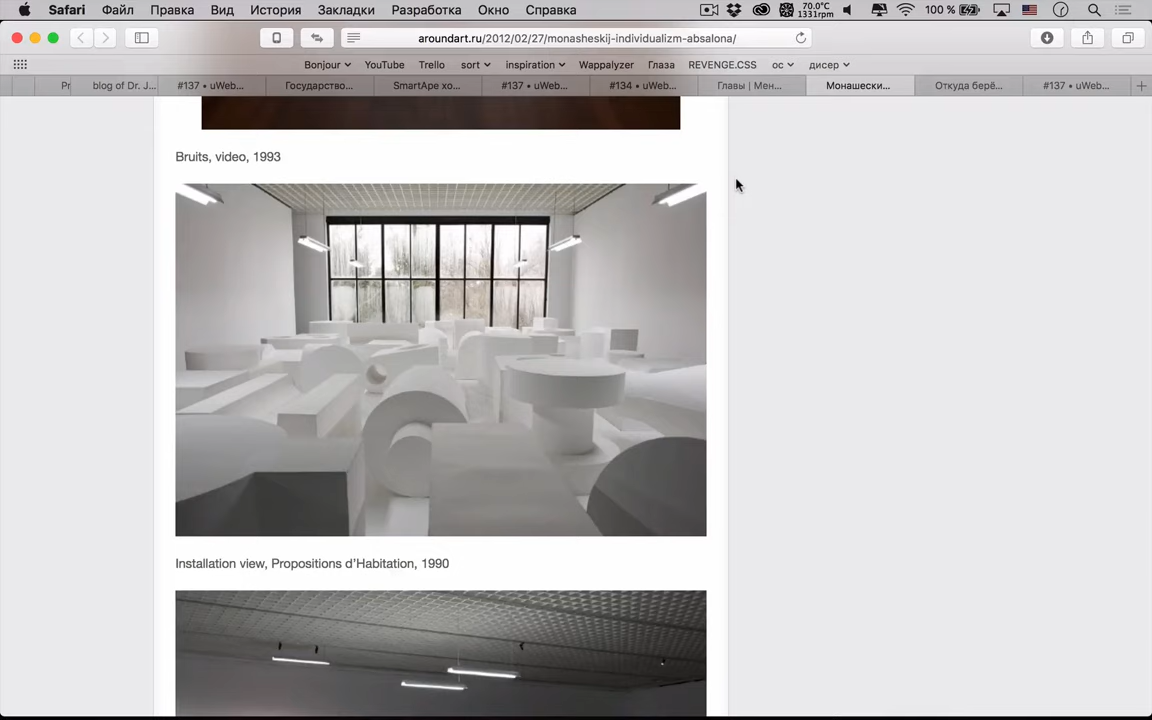 Safari Файл Правка Вид История Закладки Разработка Окно Справка 70.0°C 1331rpm 100 %
aroundart.ru/2012/02/27/monasheskij-individualizm-absalona/
Bonjour YouTube Trello sort inspiration Wappalyzer Глаза REVENGE.CSS ос дисер
Pr blog of Dr. J... #137 • uWeb... Государство... SmartApe хо... #137 • uWeb... #134 • uWeb... Главы | Мен... Монашески... Откуда берё... #137 • uWeb...
Bruits, video, 1993
Installation view, Propositions d’Habitation, 1990